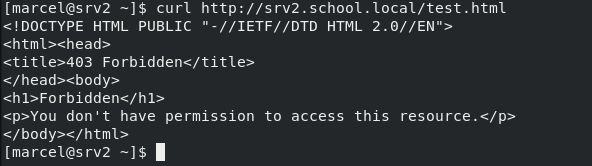 [marcel@srv2 ~]$ curl http://srv2.school.local/test.html
<!DOCTYPE HTML PUBLIC "-//IETF//DTD HTML 2.0//EN">
<html><head>
<title>403 Forbidden</title>
</head><body>
<h1>Forbidden</h1>
<p>You don't have permission to access this resource.</p>
</body></html>
[marcel@srv2 ~]$